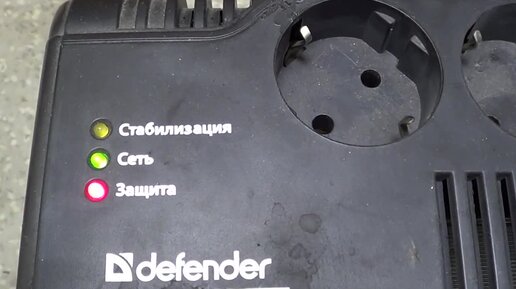 Стабилизация
Сеть
Защита
defender